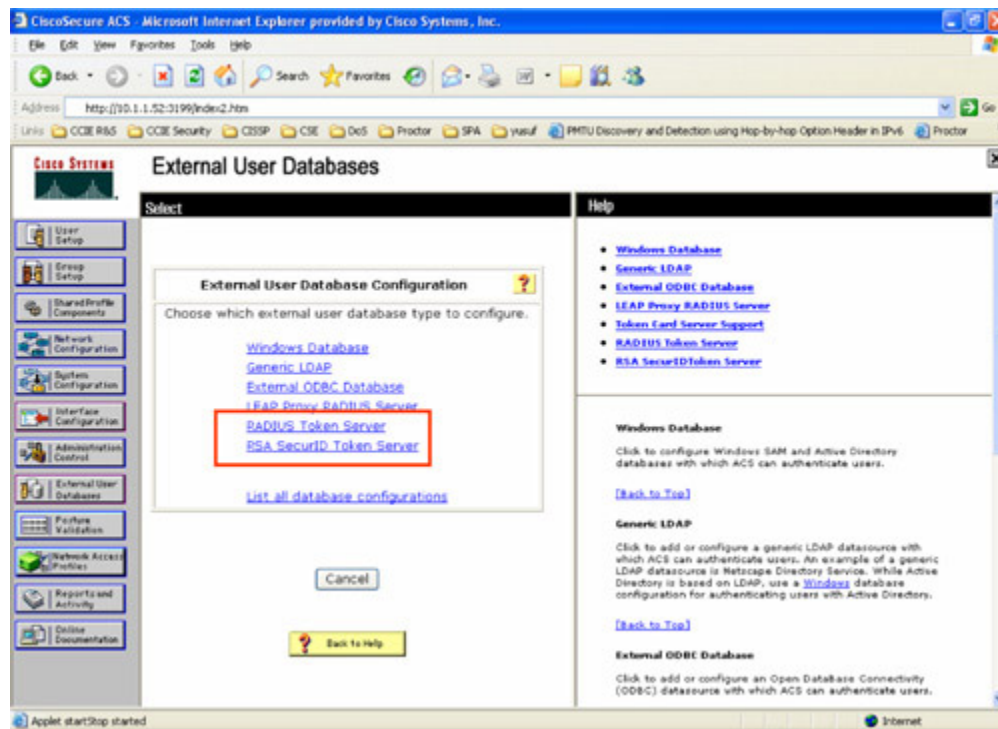 CiscoSecure ACS - Microsoft Internet Explorer provided by Cisco Systems, Inc.
File Edit View Favorites Tools Help
Back Search Favorites
Address http://10.1.1.52:3199/index2.htm Go
Links CCIE R&S CCIE Security CISSP CSE DoS Proctor SPA yusuf PMTU Discovery and Detection using Hop-by-hop Option Header in IPv6 Proctor
CISCO SYSTEMS
External User Databases
Select
Help
User Setup
Group Setup
Shared Profile Components
Network Configuration
System Configuration
Interface Configuration
Administration Control
External User Databases
Posture Validation
Network Access Profiles
Reports and Activity
Online Documentation
External User Database Configuration
?
Choose which external user database type to configure.
Windows Database
Generic LDAP
External ODBC Database
LEAP Proxy RADIUS Server
RADIUS Token Server
RSA SecurID Token Server
List all database configurations
Cancel
? Back to Help
• Windows Database
• Generic LDAP
• External ODBC Database
• LEAP Proxy RADIUS Server
• Token Card Server Support
• RADIUS Token Server
• RSA SecurIDToken Server
Windows Database
Click to configure Windows SAM and Active Directory
databases with which ACS can authenticate users.
[Back to Top]
Generic LDAP
Click to add or configure a generic LDAP datasource with
which ACS can authenticate users. An example of a generic
LDAP datasource is Netscape Directory Service. While Active
Directory is based on LDAP, use a Windows database
configuration for authenticating users with Active Directory.
[Back to Top]
External ODBC Database
Click to add or configure an Open DataBase Connectivity
(ODBC) datasource with which ACS can authenticate users.
Applet startStop started
Internet